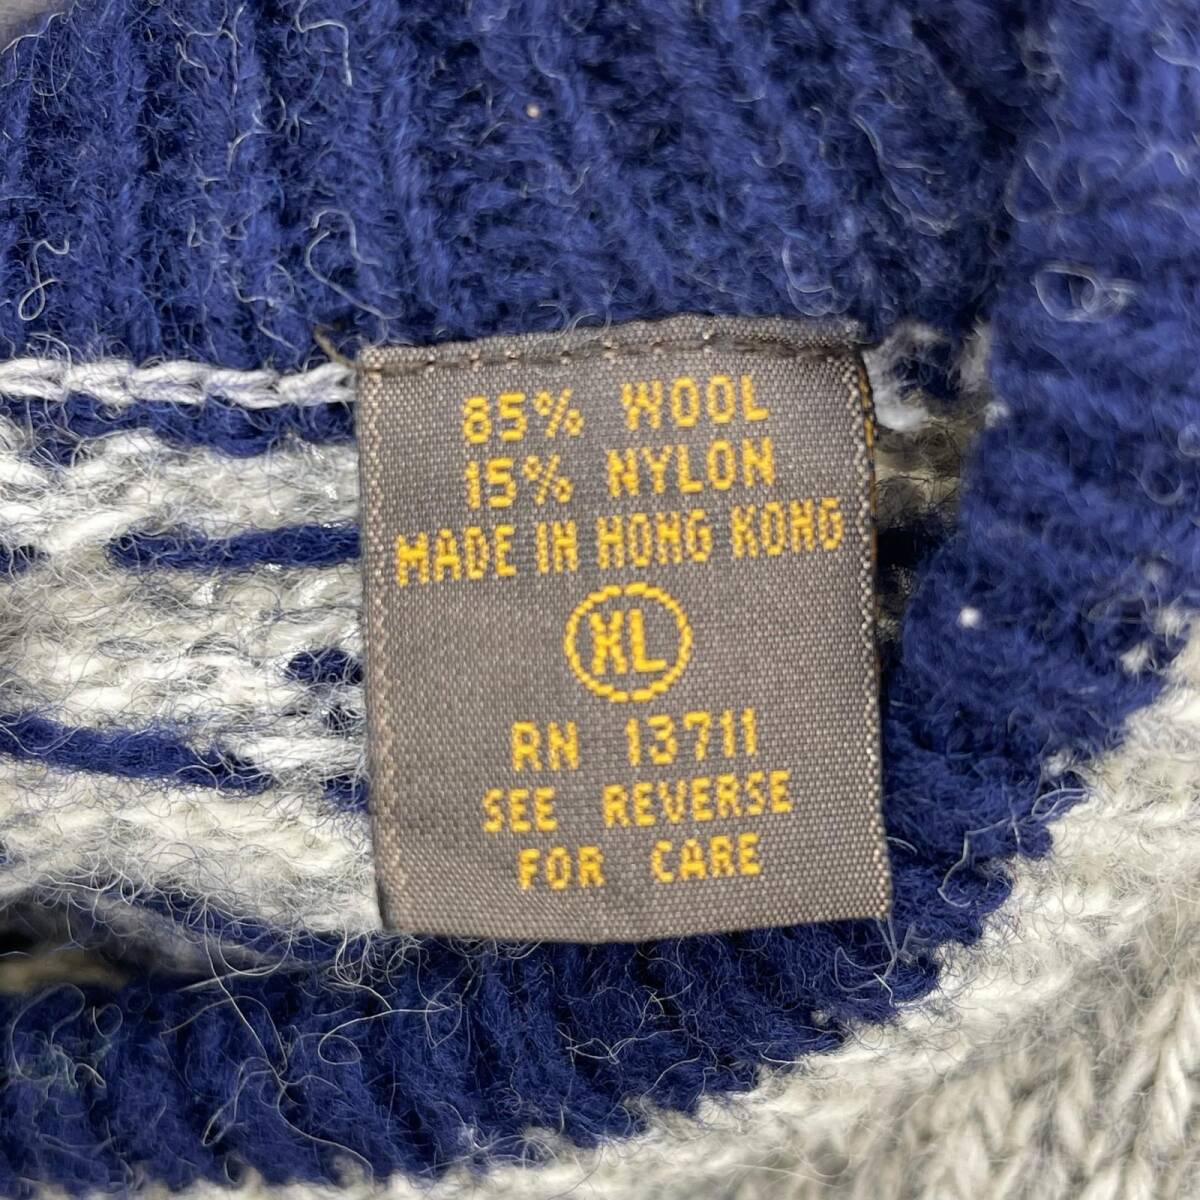 85% WOOL
15% NYLON
MADE IN HONG KONG
XL
RN 13711
SEE REVERSE
FOR CARE